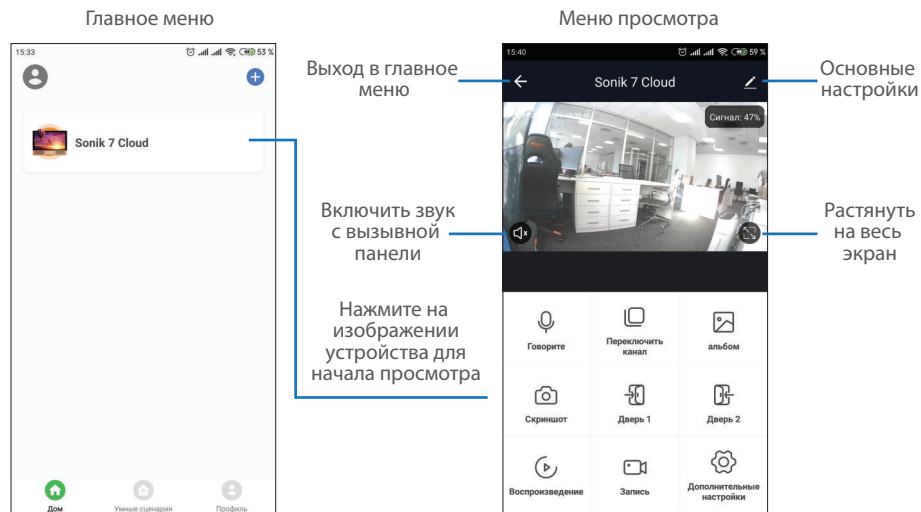 Главное меню
15:33
53 %
Sonik 7 Cloud
Дом
Умные сценарии
Профиль
Выход в главное
меню
Включить звук
с вызывной
панели
Нажмите на
изображении
устройства для
начала просмотра
Меню просмотра
15:40
59 %
Sonik 7 Cloud
Сигнал: 47%
Говорите
Переключить
канал
альбом
Скриншот
Дверь 1
Дверь 2
Воспроизведение
Запись
Дополнительные
настройки
Основные
настройки
Растянуть
на весь
экран